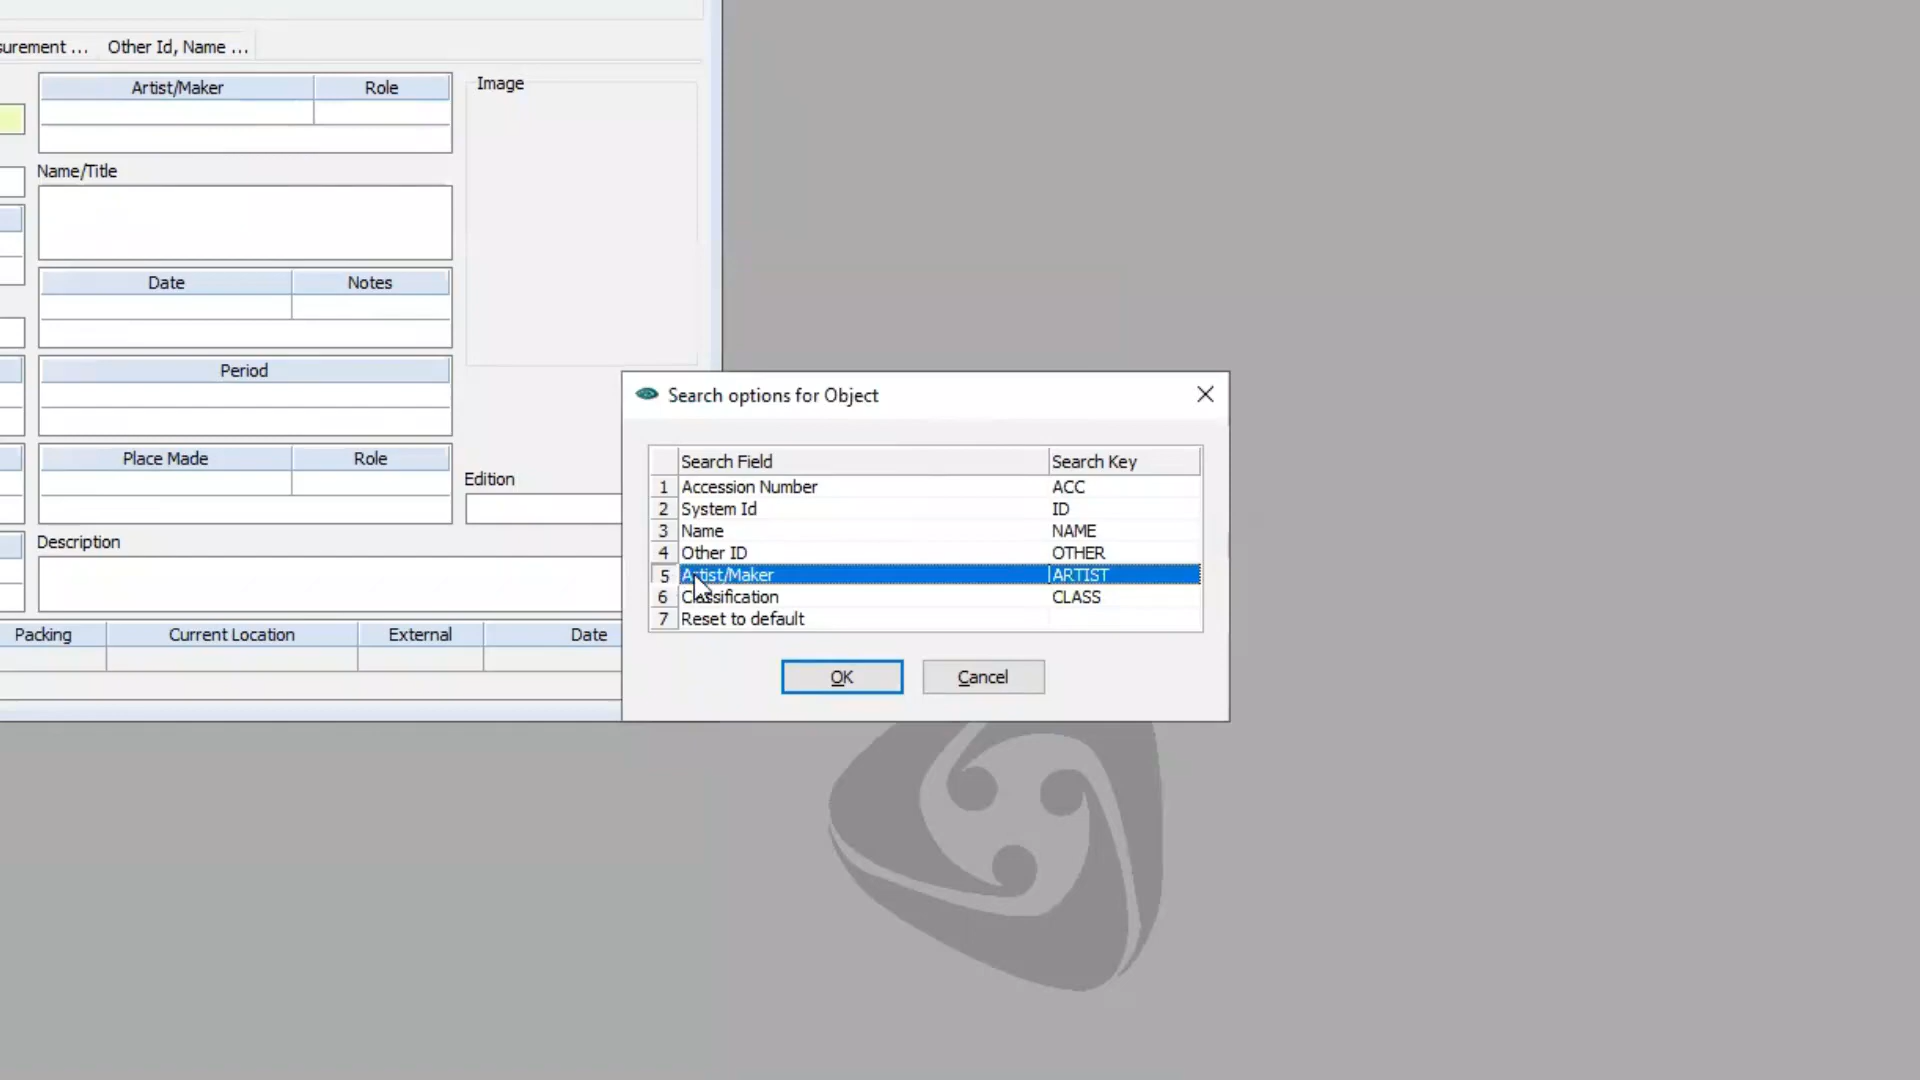 surement ... Other Id, Name ...
Artist/Maker Role
Image
Name/Title
Date Notes
Period
Place Made Role
Edition
Description
Packing Current Location External Date
Search options for Object
Search Field Search Key
1 Accession Number ACC
2 System Id ID
3 Name NAME
4 Other ID OTHER
5 Artist/Maker ARTIST
6 Classification CLASS
7 Reset to default
OK Cancel